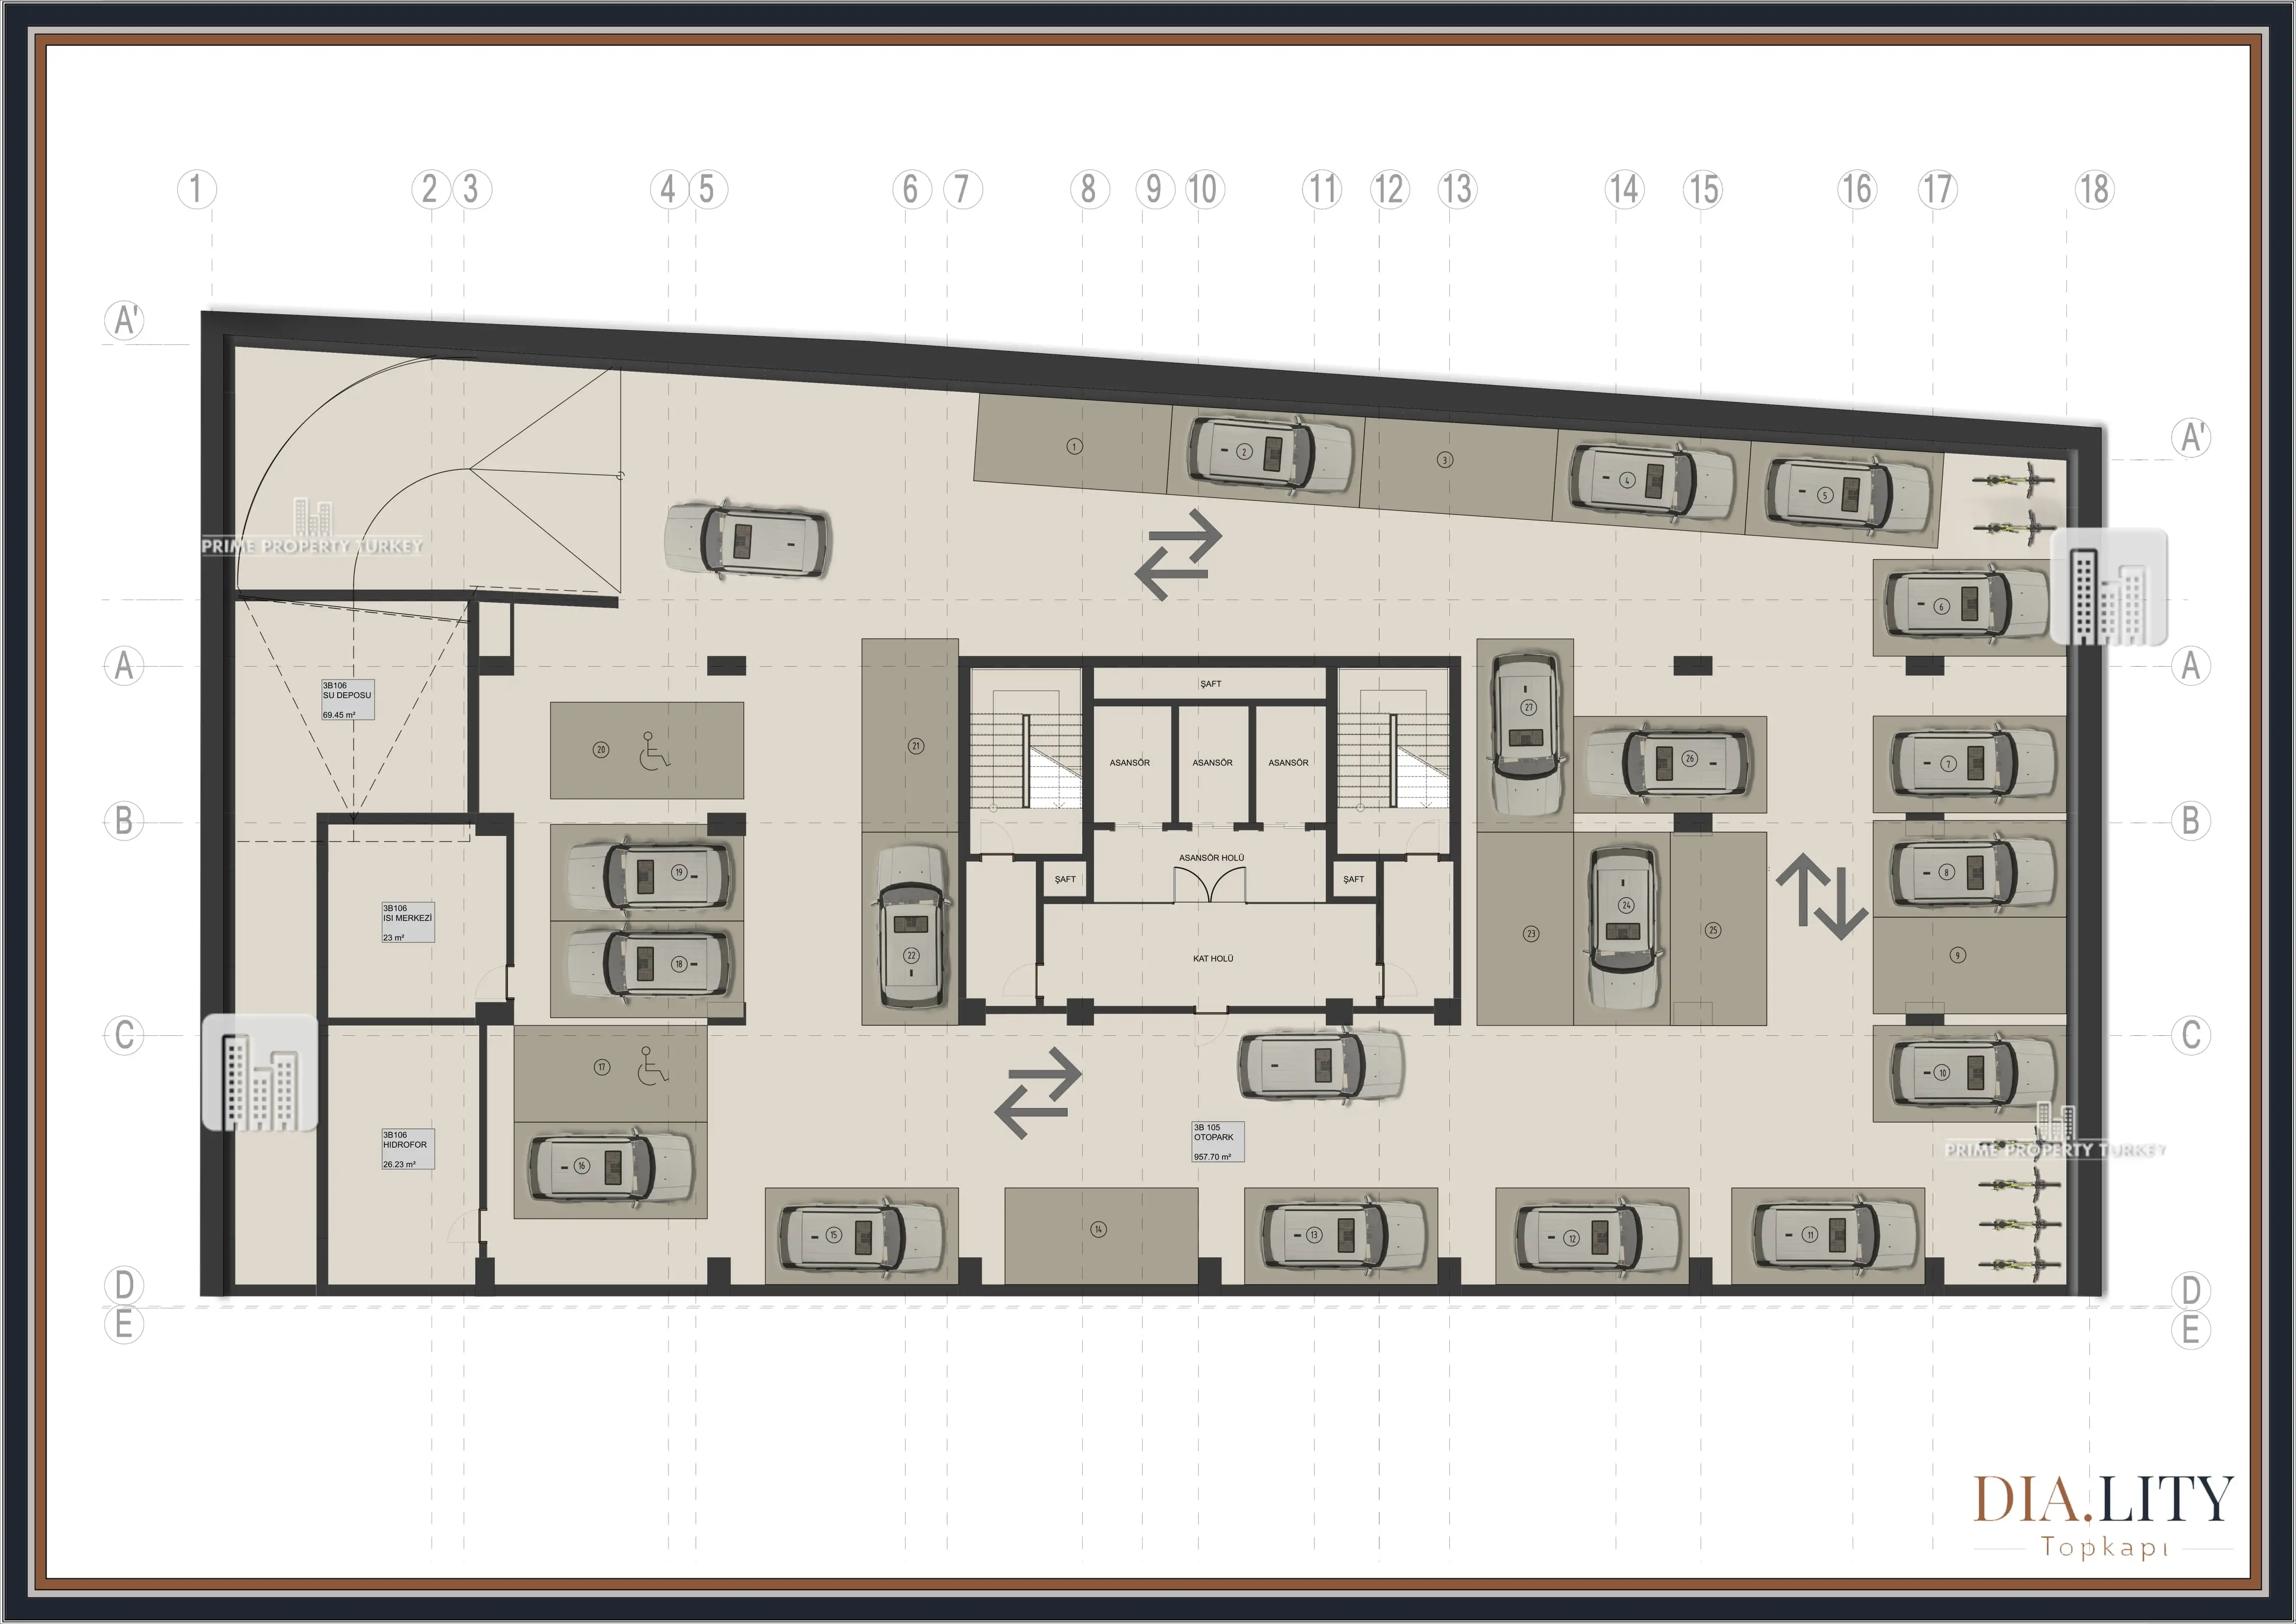 1 2 3 4 5 6 7 8 9 10 11 12 13 14 15 16 17 18
A'
A'
1
2
3
4
5
PRIME PROPERTY TURKEY
6
A
A
3B106
SU DEPOSU
69.45 m²
ŞAFT
27
20
21
26
7
ASANSÖR
ASANSÖR
ASANSÖR
B
B
ASANSÖR HOLÜ
19
ŞAFT
ŞAFT
8
24
3B106
ISI MERKEZİ
23 m²
23
25
18
22
KAT HOLÜ
9
C
C
17
10
3B106
HIDROFOR
26.23 m²
3B 105
OTOPARK
957.70 m²
PRIME PROPERTY TURKEY
16
15
14
13
12
11
D
D
E
E
DIA.LITY
Topkapı